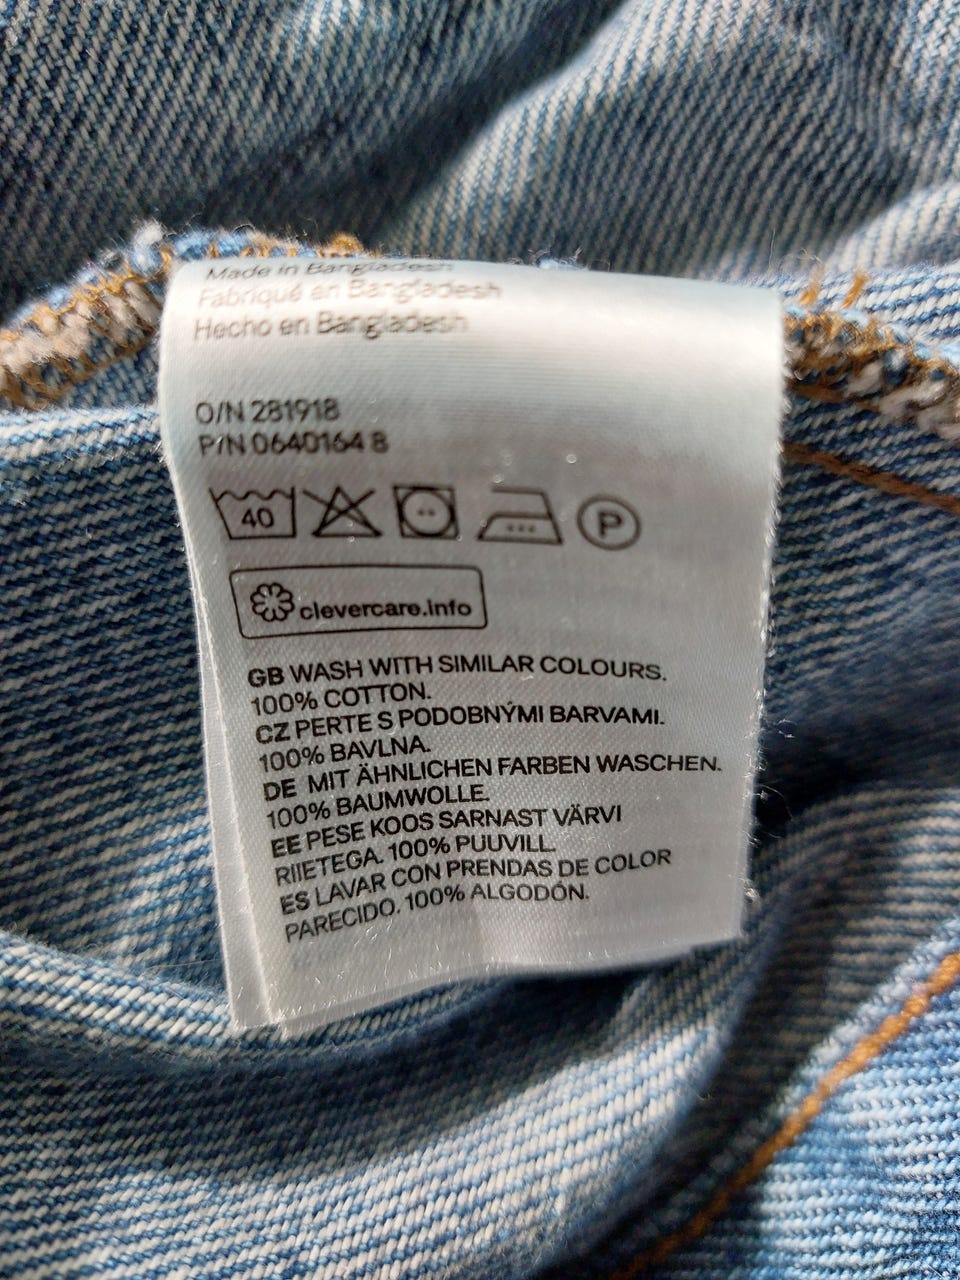 Made in Bangladesh
Fabriqué en Bangladesh
Hecho en Bangladesh
O/N 281918
P/N 0640164 8
40
P
clevercare.info
GB WASH WITH SIMILAR COLOURS.
100% COTTON.
CZ PERTE S PODOBNÝMI BARVAMI.
100% BAVLNA.
DE MIT ÄHNLICHEN FARBEN WASCHEN.
100% BAUMWOLLE.
EE PESE KOOS SARNAST VÄRVI
RIIETEGA. 100% PUUVILL.
ES LAVAR CON PRENDAS DE COLOR
PARECIDO. 100% ALGODÓN.